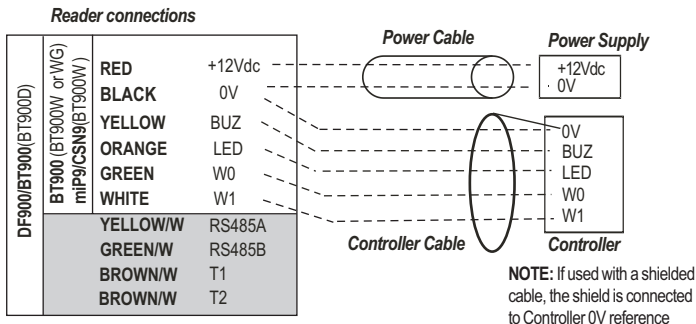 Reader connections
Power Cable
Power Supply
DF900/BT900(BT900D)
BT900 (BT900W or WG)
miP9/CSN9(BT900W)
RED +12Vdc
BLACK 0V
YELLOW BUZ
ORANGE LED
GREEN W0
WHITE W1
YELLOW/W RS485A
GREEN/W RS485B
BROWN/W T1
BROWN/W T2
+12Vdc
0V
0V
BUZ
LED
W0
W1
Controller Cable
Controller
NOTE: If used with a shielded
cable, the shield is connected
to Controller 0V reference